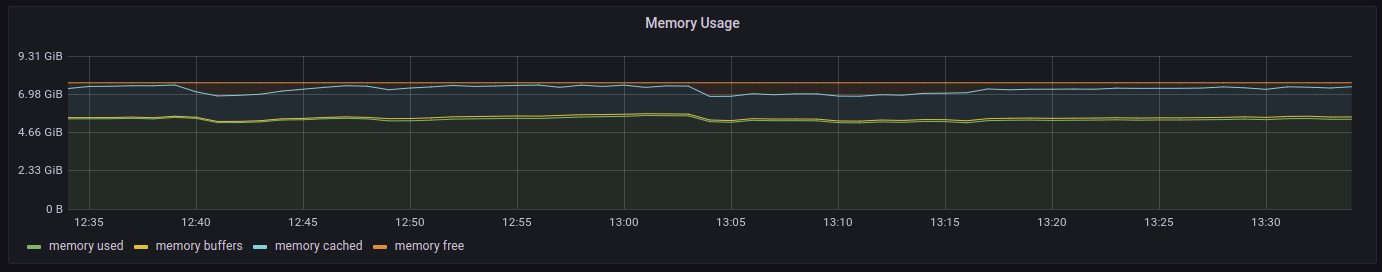 Memory Usage
9.31 GiB
6.98 GiB
4.66 GiB
2.33 GiB
0 B
12:35 12:40 12:45 12:50 12:55 13:00 13:05 13:10 13:15 13:20 13:25 13:30
memory used memory buffers memory cached memory free